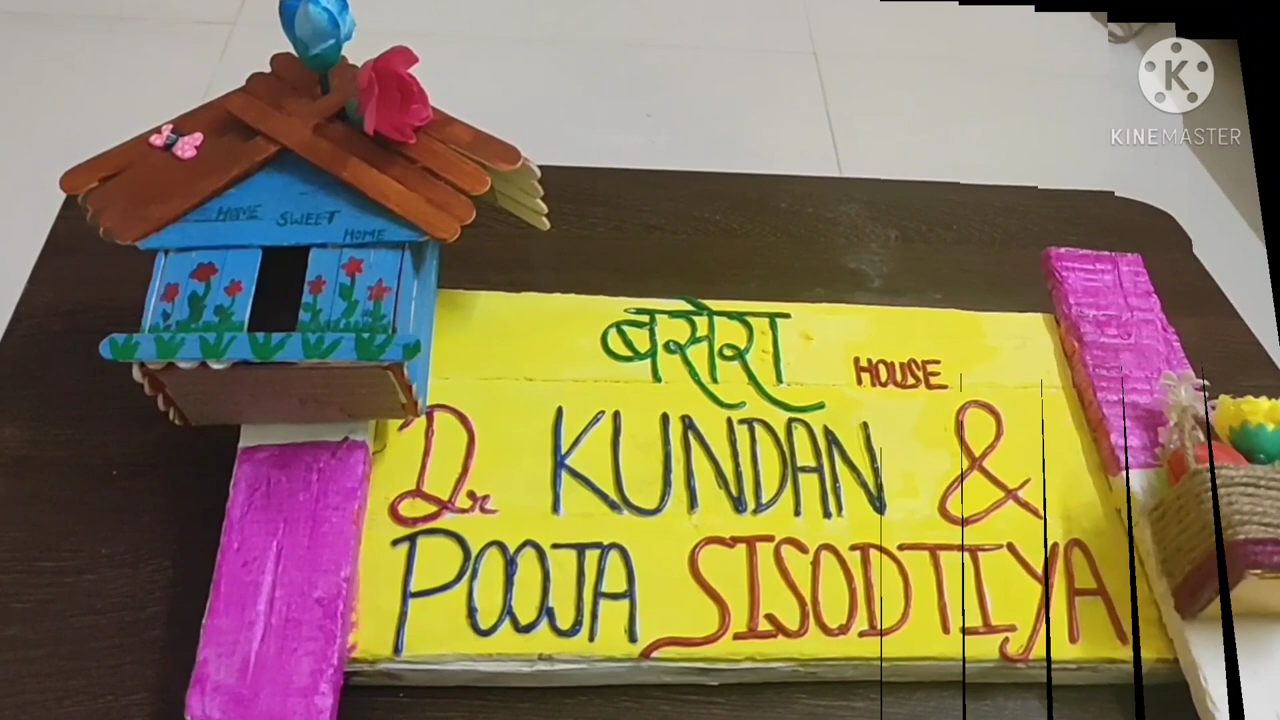 HOME SWEET
HOME
बसेरा HOUSE
Dr KUNDAN &
POOJA SISODTIYA
KINEMASTER